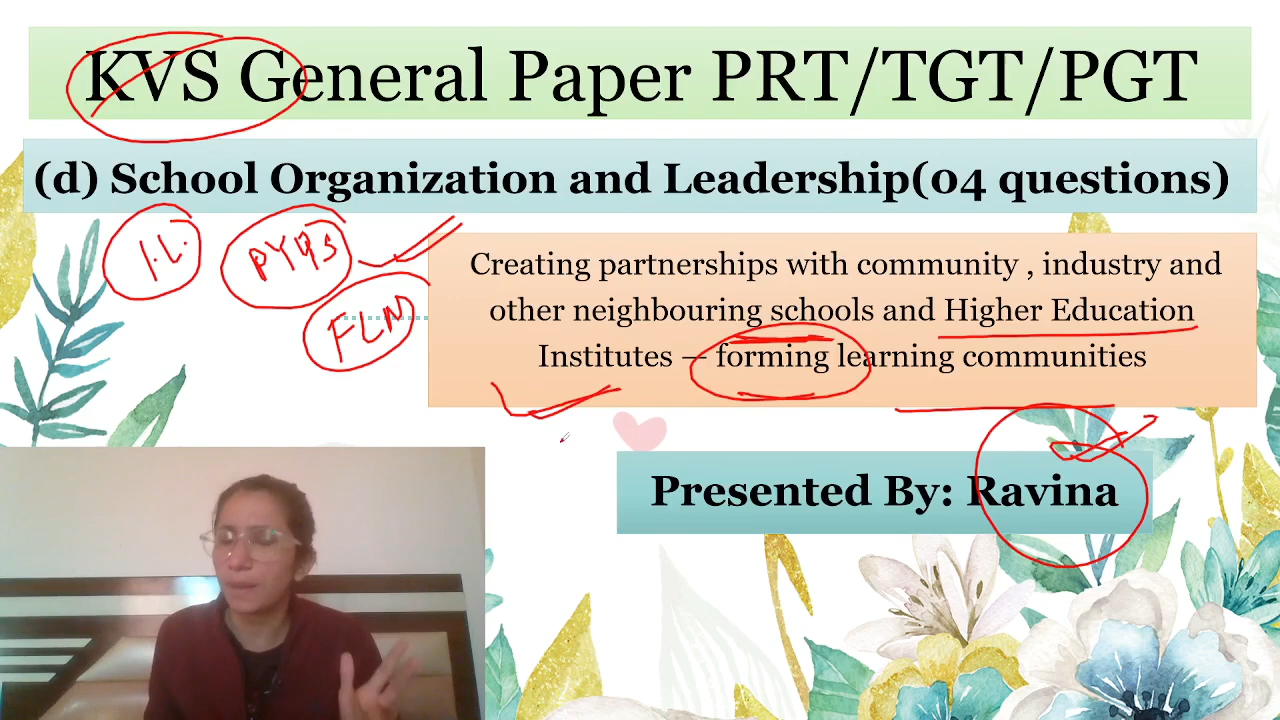 KVS General Paper PRT/TGT/PGT
(d) School Organization and Leadership(04 questions)
I.L.
PYQs
FLN
Creating partnerships with community , industry and
other neighbouring schools and Higher Education
Institutes — forming learning communities
Presented By: Ravina